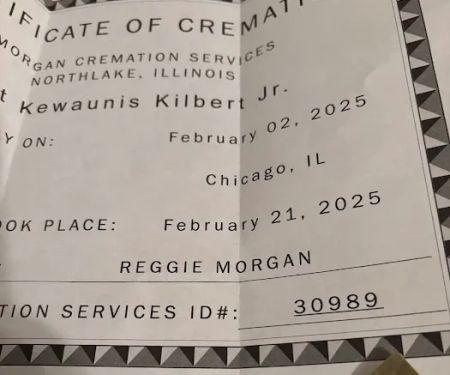 IFICATE OF CREMATI
MORGAN CREMATION SERVICES
NORTHLAKE, ILLINOIS
t Kewaunis Kilbert Jr.
Y ON: February 02, 2025
Chicago, IL
OOK PLACE: February 21, 2025
REGGIE MORGAN
TION SERVICES ID#: 30989